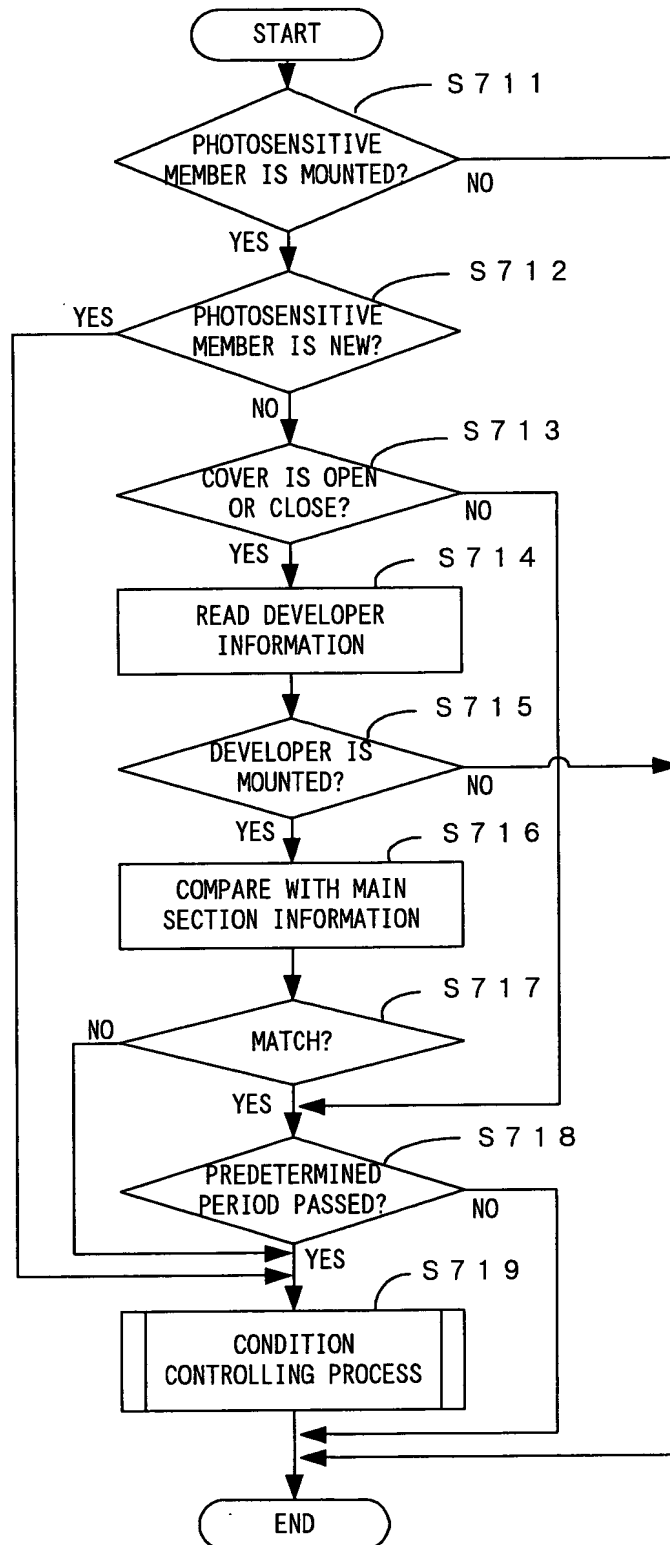 START
S711
PHOTOSENSITIVE
MEMBER IS MOUNTED?
NO
YES
S712
YES
PHOTOSENSITIVE
MEMBER IS NEW?
NO
S713
COVER IS OPEN
OR CLOSE?
NO
YES
S714
READ DEVELOPER
INFORMATION
S715
DEVELOPER IS
MOUNTED?
NO
YES
S716
COMPARE WITH MAIN
SECTION INFORMATION
S717
NO
MATCH?
YES
S718
PREDETERMINED
PERIOD PASSED?
NO
YES
S719
CONDITION
CONTROLLING PROCESS
END